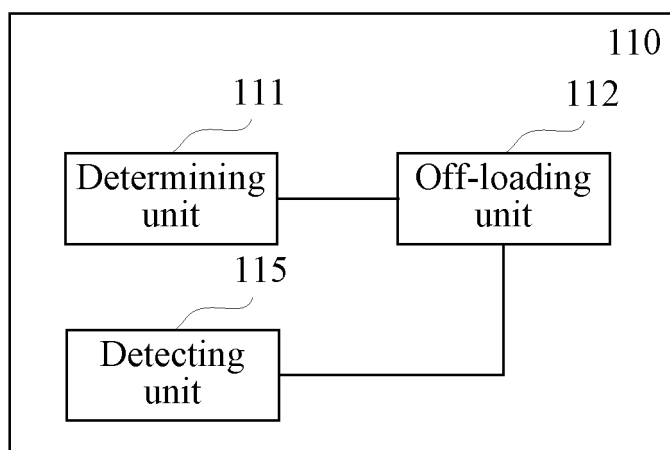 110
111
112
Determining
unit
Off-loading
unit
115
Detecting
unit